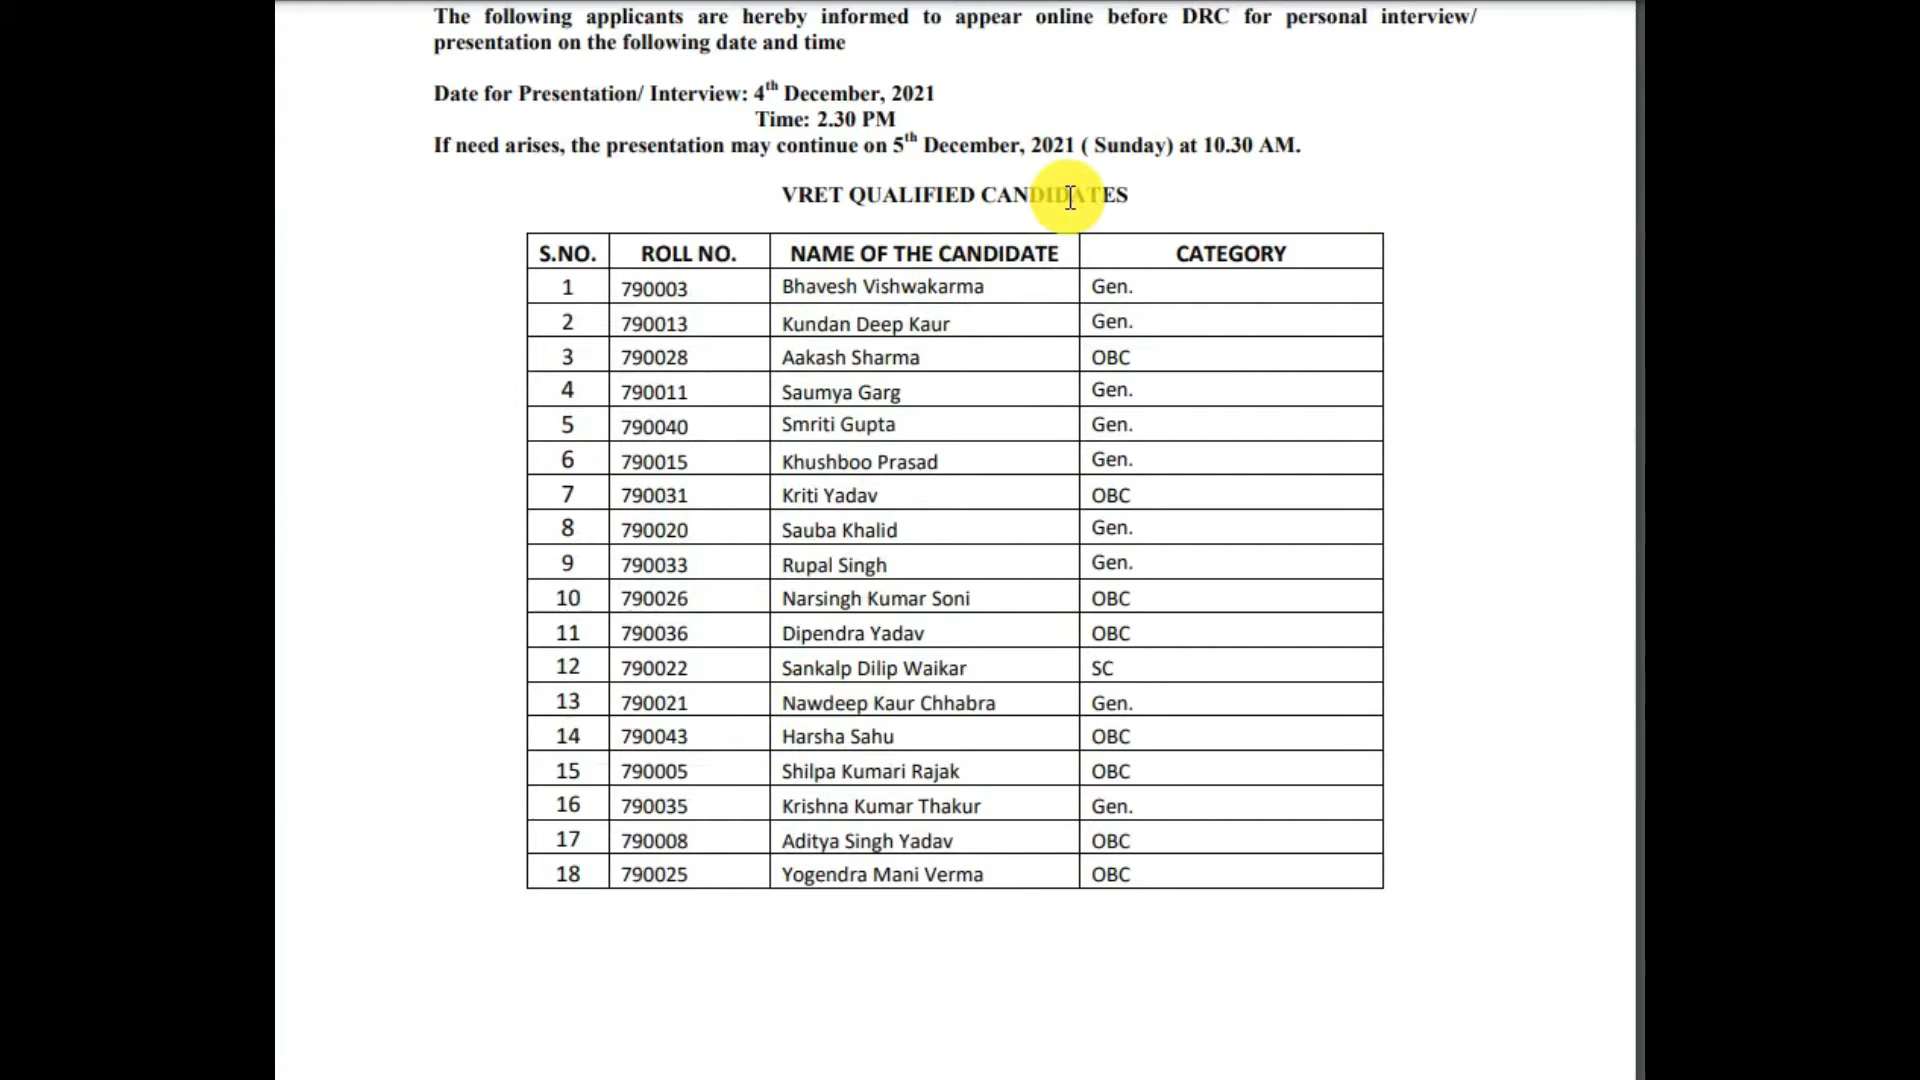 The following applicants are hereby informed to appear online before DRC for personal interview/
presentation on the following date and time
Date for Presentation/ Interview: 4th December, 2021
Time: 2.30 PM
If need arises, the presentation may continue on 5th December, 2021 ( Sunday) at 10.30 AM.
VRET QUALIFIED CANDIDATES
S.NO. ROLL NO. NAME OF THE CANDIDATE CATEGORY
1 790003 Bhavesh Vishwakarma Gen.
2 790013 Kundan Deep Kaur Gen.
3 790028 Aakash Sharma OBC
4 790011 Saumya Garg Gen.
5 790040 Smriti Gupta Gen.
6 790015 Khushboo Prasad Gen.
7 790031 Kriti Yadav OBC
8 790020 Sauba Khalid Gen.
9 790033 Rupal Singh Gen.
10 790026 Narsingh Kumar Soni OBC
11 790036 Dipendra Yadav OBC
12 790022 Sankalp Dilip Waikar SC
13 790021 Nawdeep Kaur Chhabra Gen.
14 790043 Harsha Sahu OBC
15 790005 Shilpa Kumari Rajak OBC
16 790035 Krishna Kumar Thakur Gen.
17 790008 Aditya Singh Yadav OBC
18 790025 Yogendra Mani Verma OBC